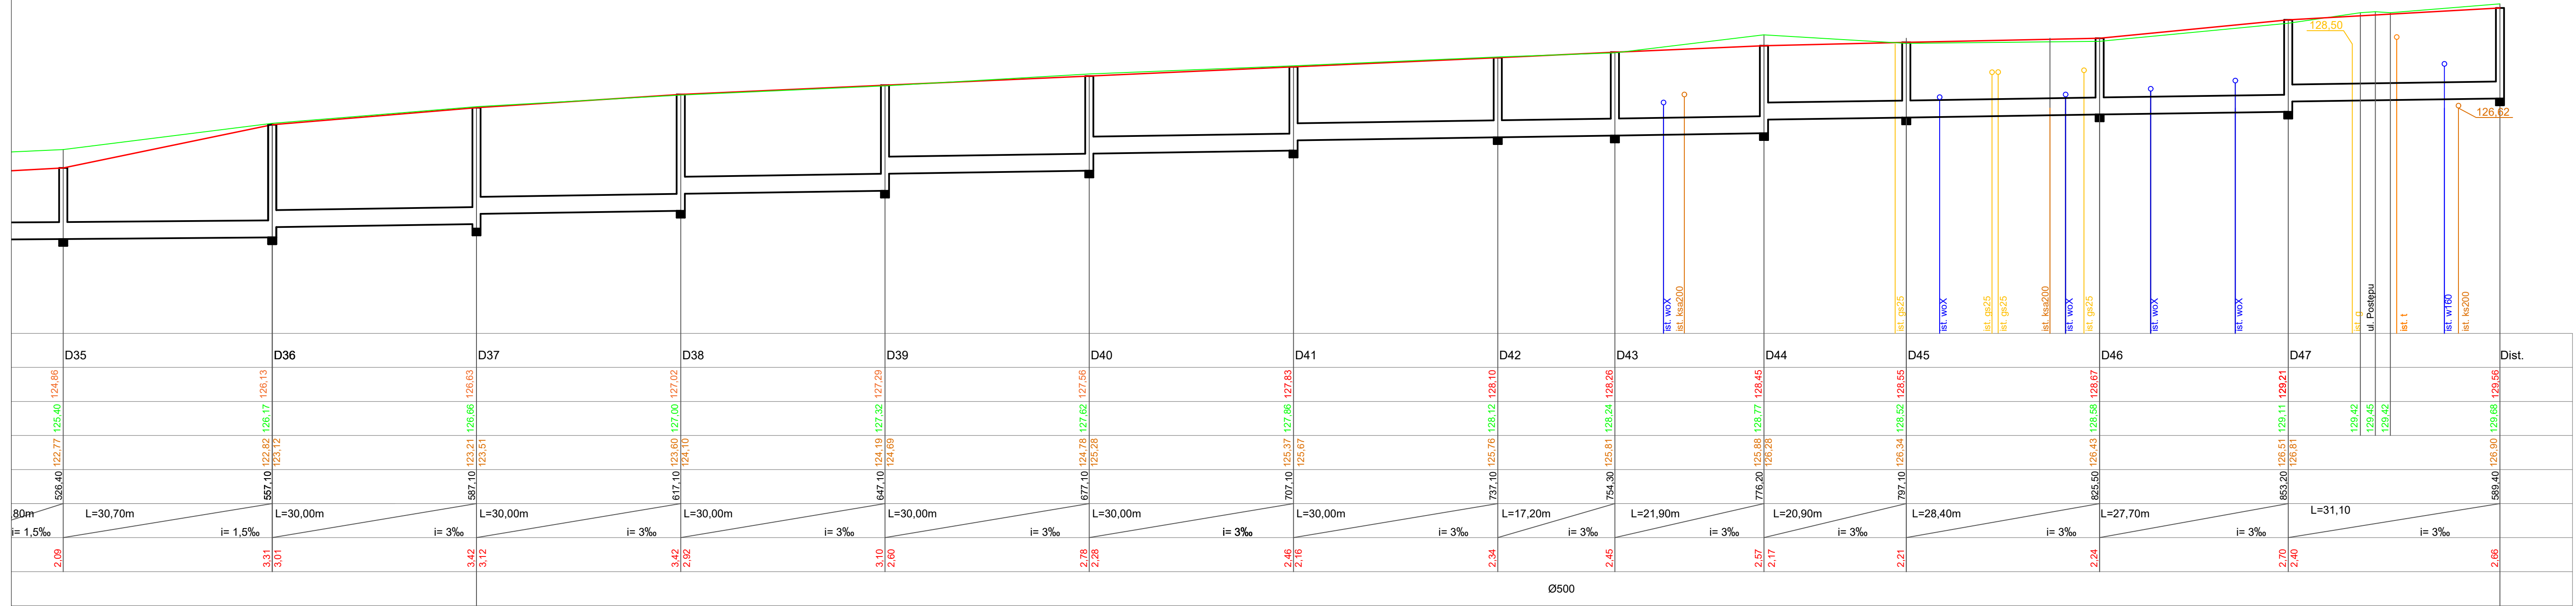 128,50
126,62
ist. woX
ist. ksa200
ist. gs25
ist. woX
ist. gs25
ist. gs25
ist. ksa200
ist. woX
ist. gs25
ist. woX
ist. woX
ist. g
ul. Postępu
ist. t
ist. w160
ist. ks200
D35 D36 D37 D38 D39 D40 D41 D42 D43 D44 D45 D46 D47 Dist.
124,86 126,13 126,63 127,02 127,29 127,56 127,83 128,10 128,26 128,45 128,55 128,67 129,21 129,56
125,40 126,17 126,66 127,00 127,32 127,62 127,86 128,12 128,24 128,77 128,52 128,58 129,11 129,42 129,45 129,42 129,68
122,77 122,82 123,12 123,21 123,51 123,60 124,10 124,19 124,69 124,78 125,28 125,37 125,67 125,76 125,81 125,88 126,28 126,34 126,43 126,51 126,81 126,90
526,40 557,10 587,10 617,10 647,10 677,10 707,10 737,10 754,30 776,20 797,10 825,50 853,20 589,40
80m L=30,70m L=30,00m L=30,00m L=30,00m L=30,00m L=30,00m L=30,00m L=17,20m L=21,90m L=20,90m L=28,40m L=27,70m L=31,10
i= 1,5‰ i= 1,5‰ i= 3‰ i= 3‰ i= 3‰ i= 3‰ i= 3‰ i= 3‰ i= 3‰ i= 3‰ i= 3‰ i= 3‰ i= 3‰ i= 3‰
2,09 3,31 3,01 3,42 3,12 3,42 2,92 3,10 2,60 2,78 2,28 2,46 2,16 2,34 2,45 2,57 2,17 2,21 2,24 2,70 2,40 2,66
Ø500